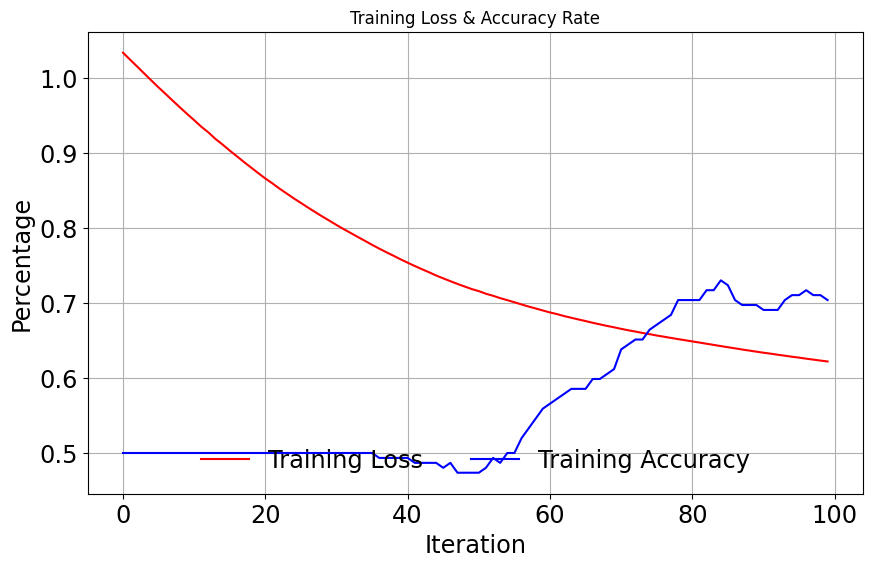 Training Loss & Accuracy Rate
1.0
0.9
0.8
0.7
0.6
0.5
Percentage
Training Loss
Training Accuracy
0 20 40 60 80 100
Iteration